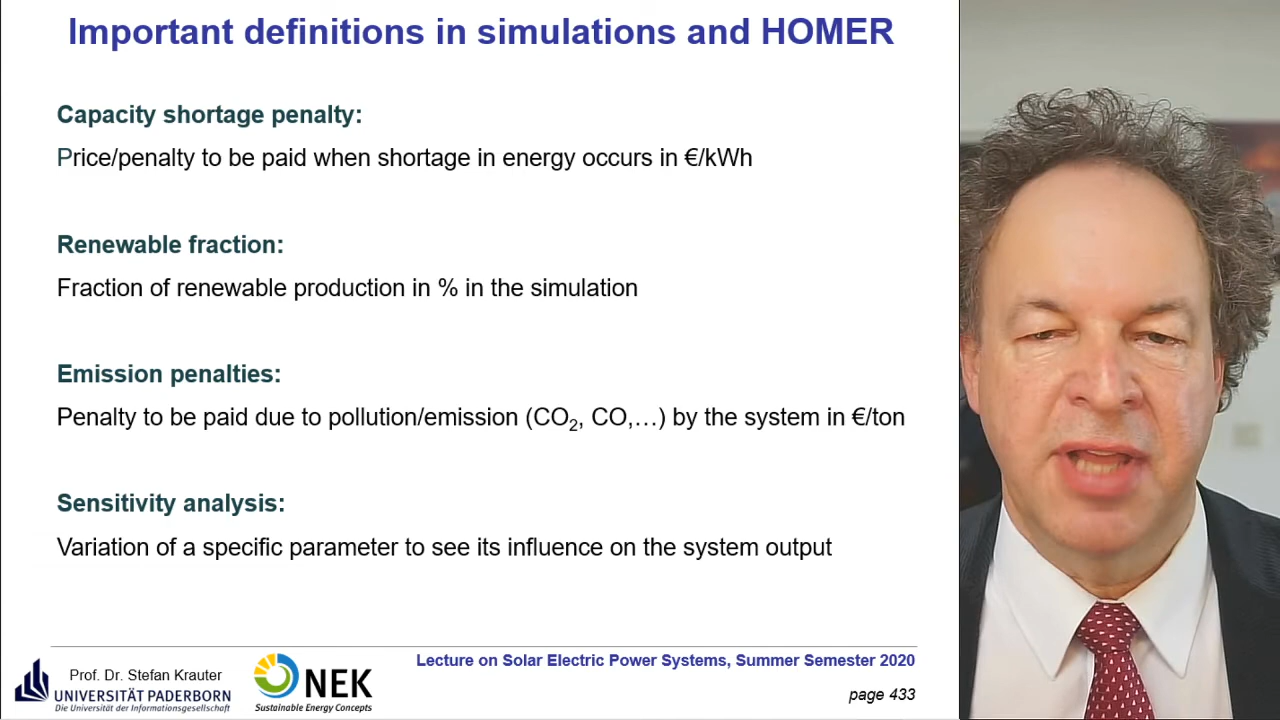 Important definitions in simulations and HOMER
Capacity shortage penalty:
Price/penalty to be paid when shortage in energy occurs in €/kWh
Renewable fraction:
Fraction of renewable production in % in the simulation
Emission penalties:
Penalty to be paid due to pollution/emission (CO₂, CO,…) by the system in €/ton
Sensitivity analysis:
Variation of a specific parameter to see its influence on the system output
Prof. Dr. Stefan Krauter
UNIVERSITÄT PADERBORN
Die Universität der Informationsgesellschaft
NEK
Sustainable Energy Concepts
Lecture on Solar Electric Power Systems, Summer Semester 2020
page 433